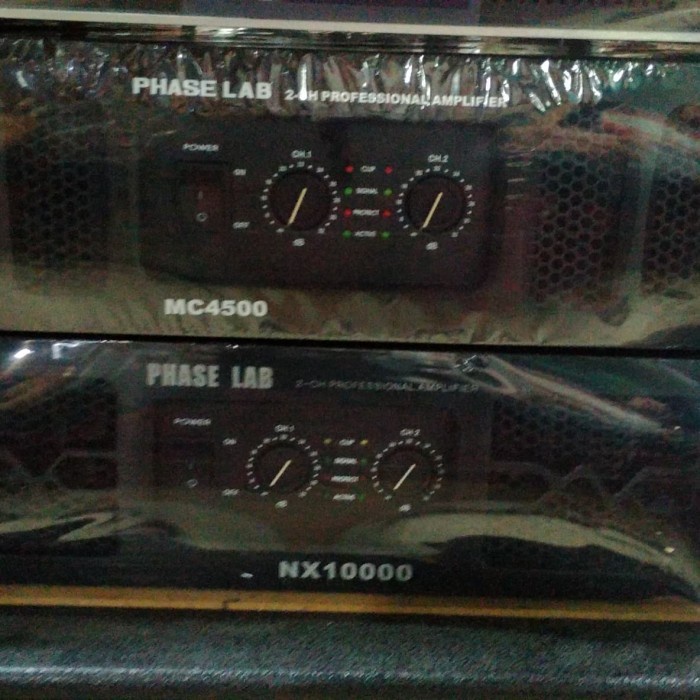 PHASE LAB 2-CH PROFESSIONAL AMPLIFIER
POWER
CH.1
CH.2
ON
CLIP
SIGNAL
PROTECT
OFF
ACTIVE
dB
dB
MC4500
PHASE LAB 2-CH PROFESSIONAL AMPLIFIER
POWER
CH.1
CH.2
ON
CLIP
SIGNAL
PROTECT
OFF
ACTIVE
dB
dB
NX10000